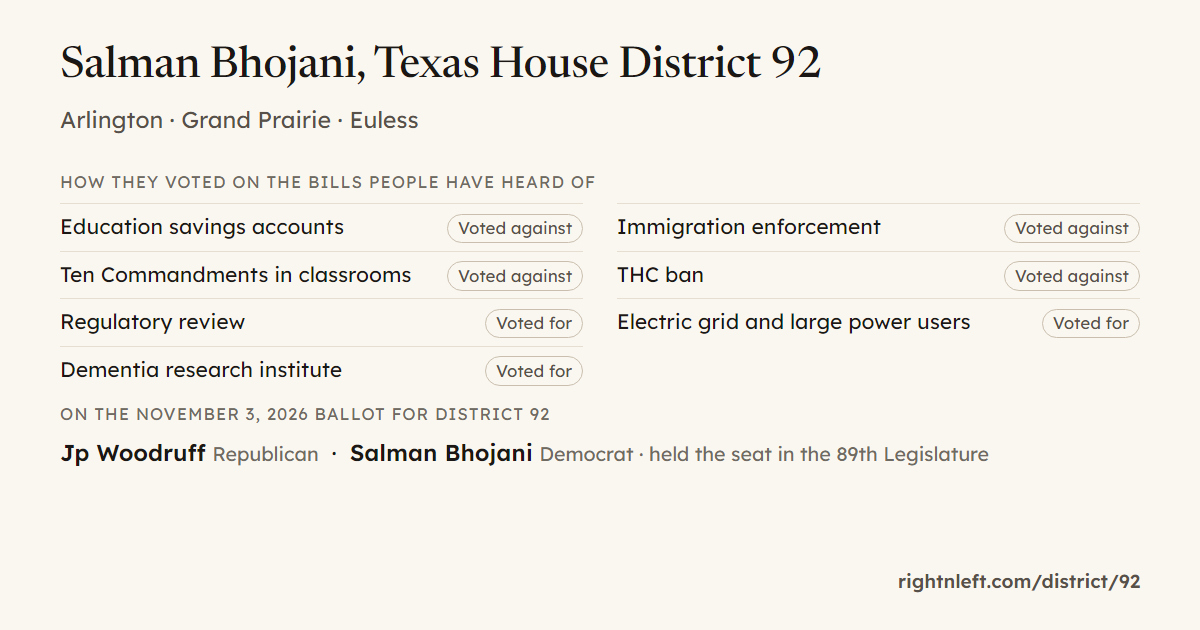 Salman Bhojani, Texas House District 92
Arlington · Grand Prairie · Euless
HOW THEY VOTED ON THE BILLS PEOPLE HAVE HEARD OF
Education savings accounts Voted against
Ten Commandments in classrooms Voted against
Regulatory review Voted for
Dementia research institute Voted for
Immigration enforcement Voted against
THC ban Voted against
Electric grid and large power users Voted for
ON THE NOVEMBER 3, 2026 BALLOT FOR DISTRICT 92
Jp Woodruff Republican · Salman Bhojani Democrat · held the seat in the 89th Legislature
rightnleft.com/district/92